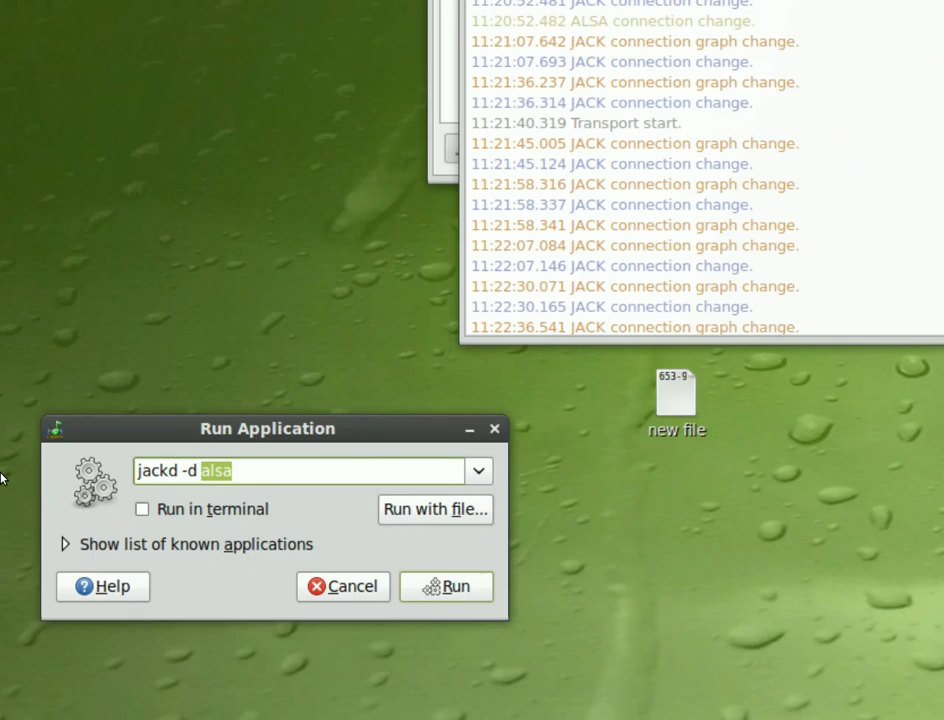 11:20:52.481 JACK connection change.
11:20:52.482 ALSA connection change.
11:21:07.642 JACK connection graph change.
11:21:07.693 JACK connection change.
11:21:36.237 JACK connection graph change.
11:21:36.314 JACK connection change.
11:21:40.319 Transport start.
11:21:45.005 JACK connection graph change.
11:21:45.124 JACK connection change.
11:21:58.316 JACK connection graph change.
11:21:58.337 JACK connection change.
11:21:58.341 JACK connection graph change.
11:22:07.084 JACK connection graph change.
11:22:07.146 JACK connection change.
11:22:30.071 JACK connection graph change.
11:22:30.165 JACK connection change.
11:22:36.541 JACK connection graph change.
653-9
new file
Run Application
jackd -d alsa
Run in terminal
Run with file...
Show list of known applications
Help
Cancel
Run